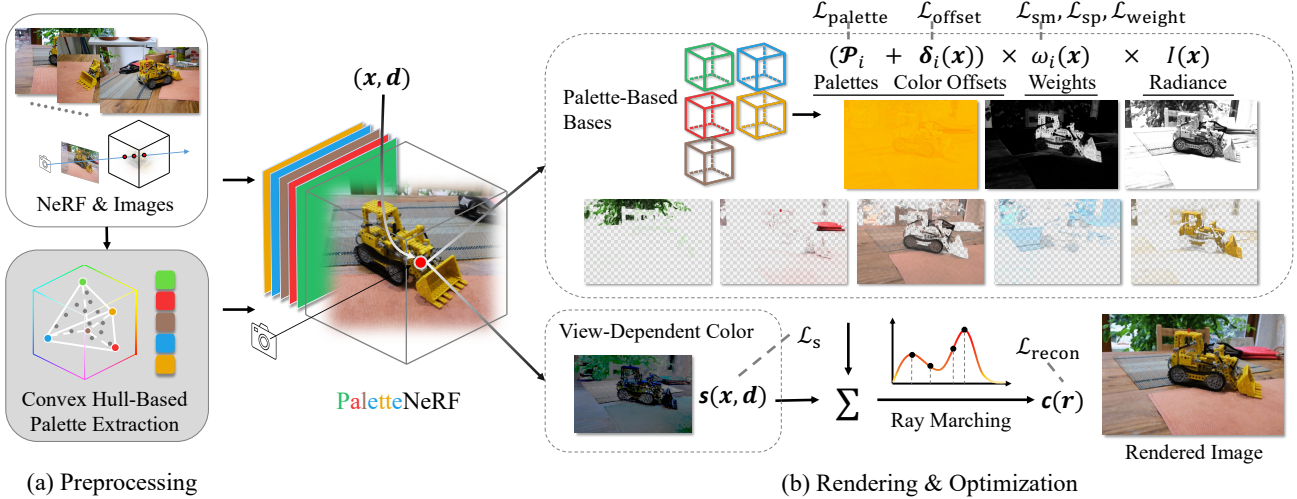 NeRF & Images
Convex Hull-Based
Palette Extraction
(a) Preprocessing
(x, d)
PaletteNeRF
ℒpalette ℒoffset ℒsm, ℒsp, ℒweight
(𝓟i + δi(x)) × ωi(x) × I(x)
Palettes Color Offsets Weights Radiance
Palette-Based
Bases
View-Dependent Color
ℒs
s(x, d)
∑
Ray Marching
ℒrecon
c(r)
Rendered Image
(b) Rendering & Optimization